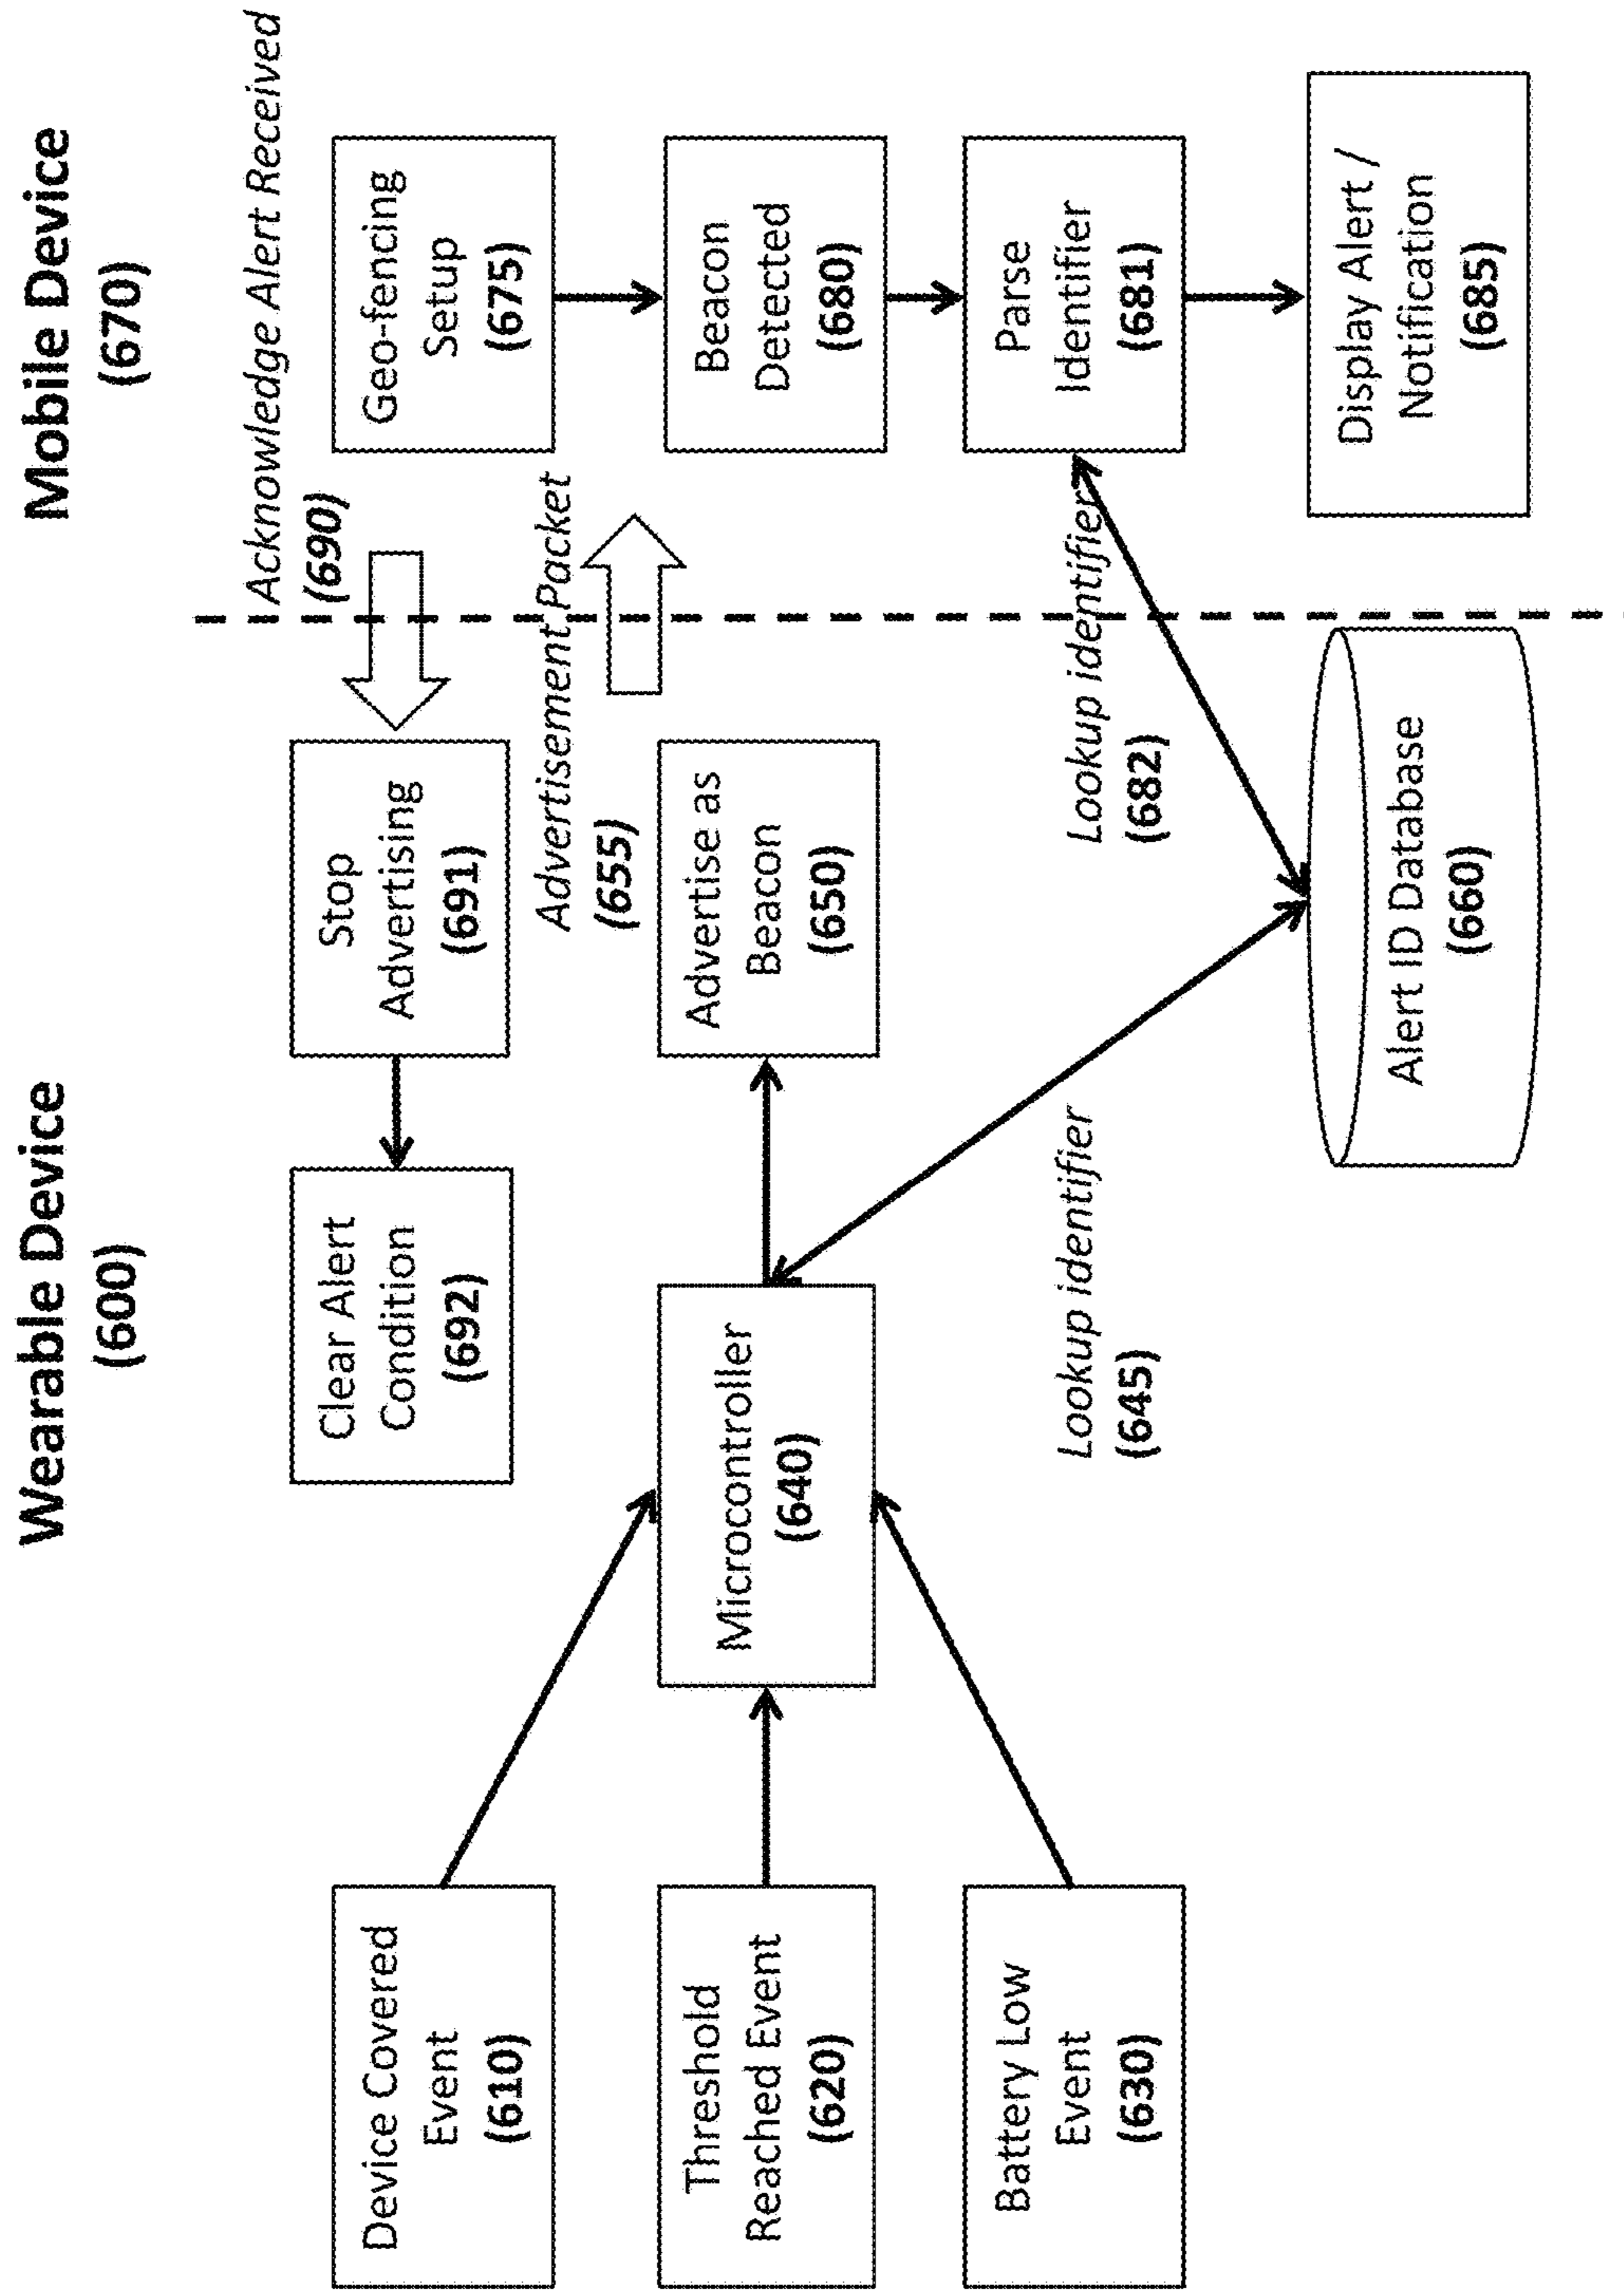 Wearable Device
(600)
Mobile Device
(670)
Acknowledge Alert Received
(690)
Clear Alert
Condition
(692)
Stop
Advertising
(691)
Geo-fencing
Setup
(675)
Device Covered
Event
(610)
Advertisement Packet
(655)
Threshold
Reached Event
(620)
Microcontroller
(640)
Advertise as
Beacon
(650)
Beacon
Detected
(680)
Battery Low
Event
(630)
Lookup identifier
(645)
Lookup identifier
(682)
Parse
Identifier
(681)
Alert ID Database
(660)
Display Alert /
Notification
(685)